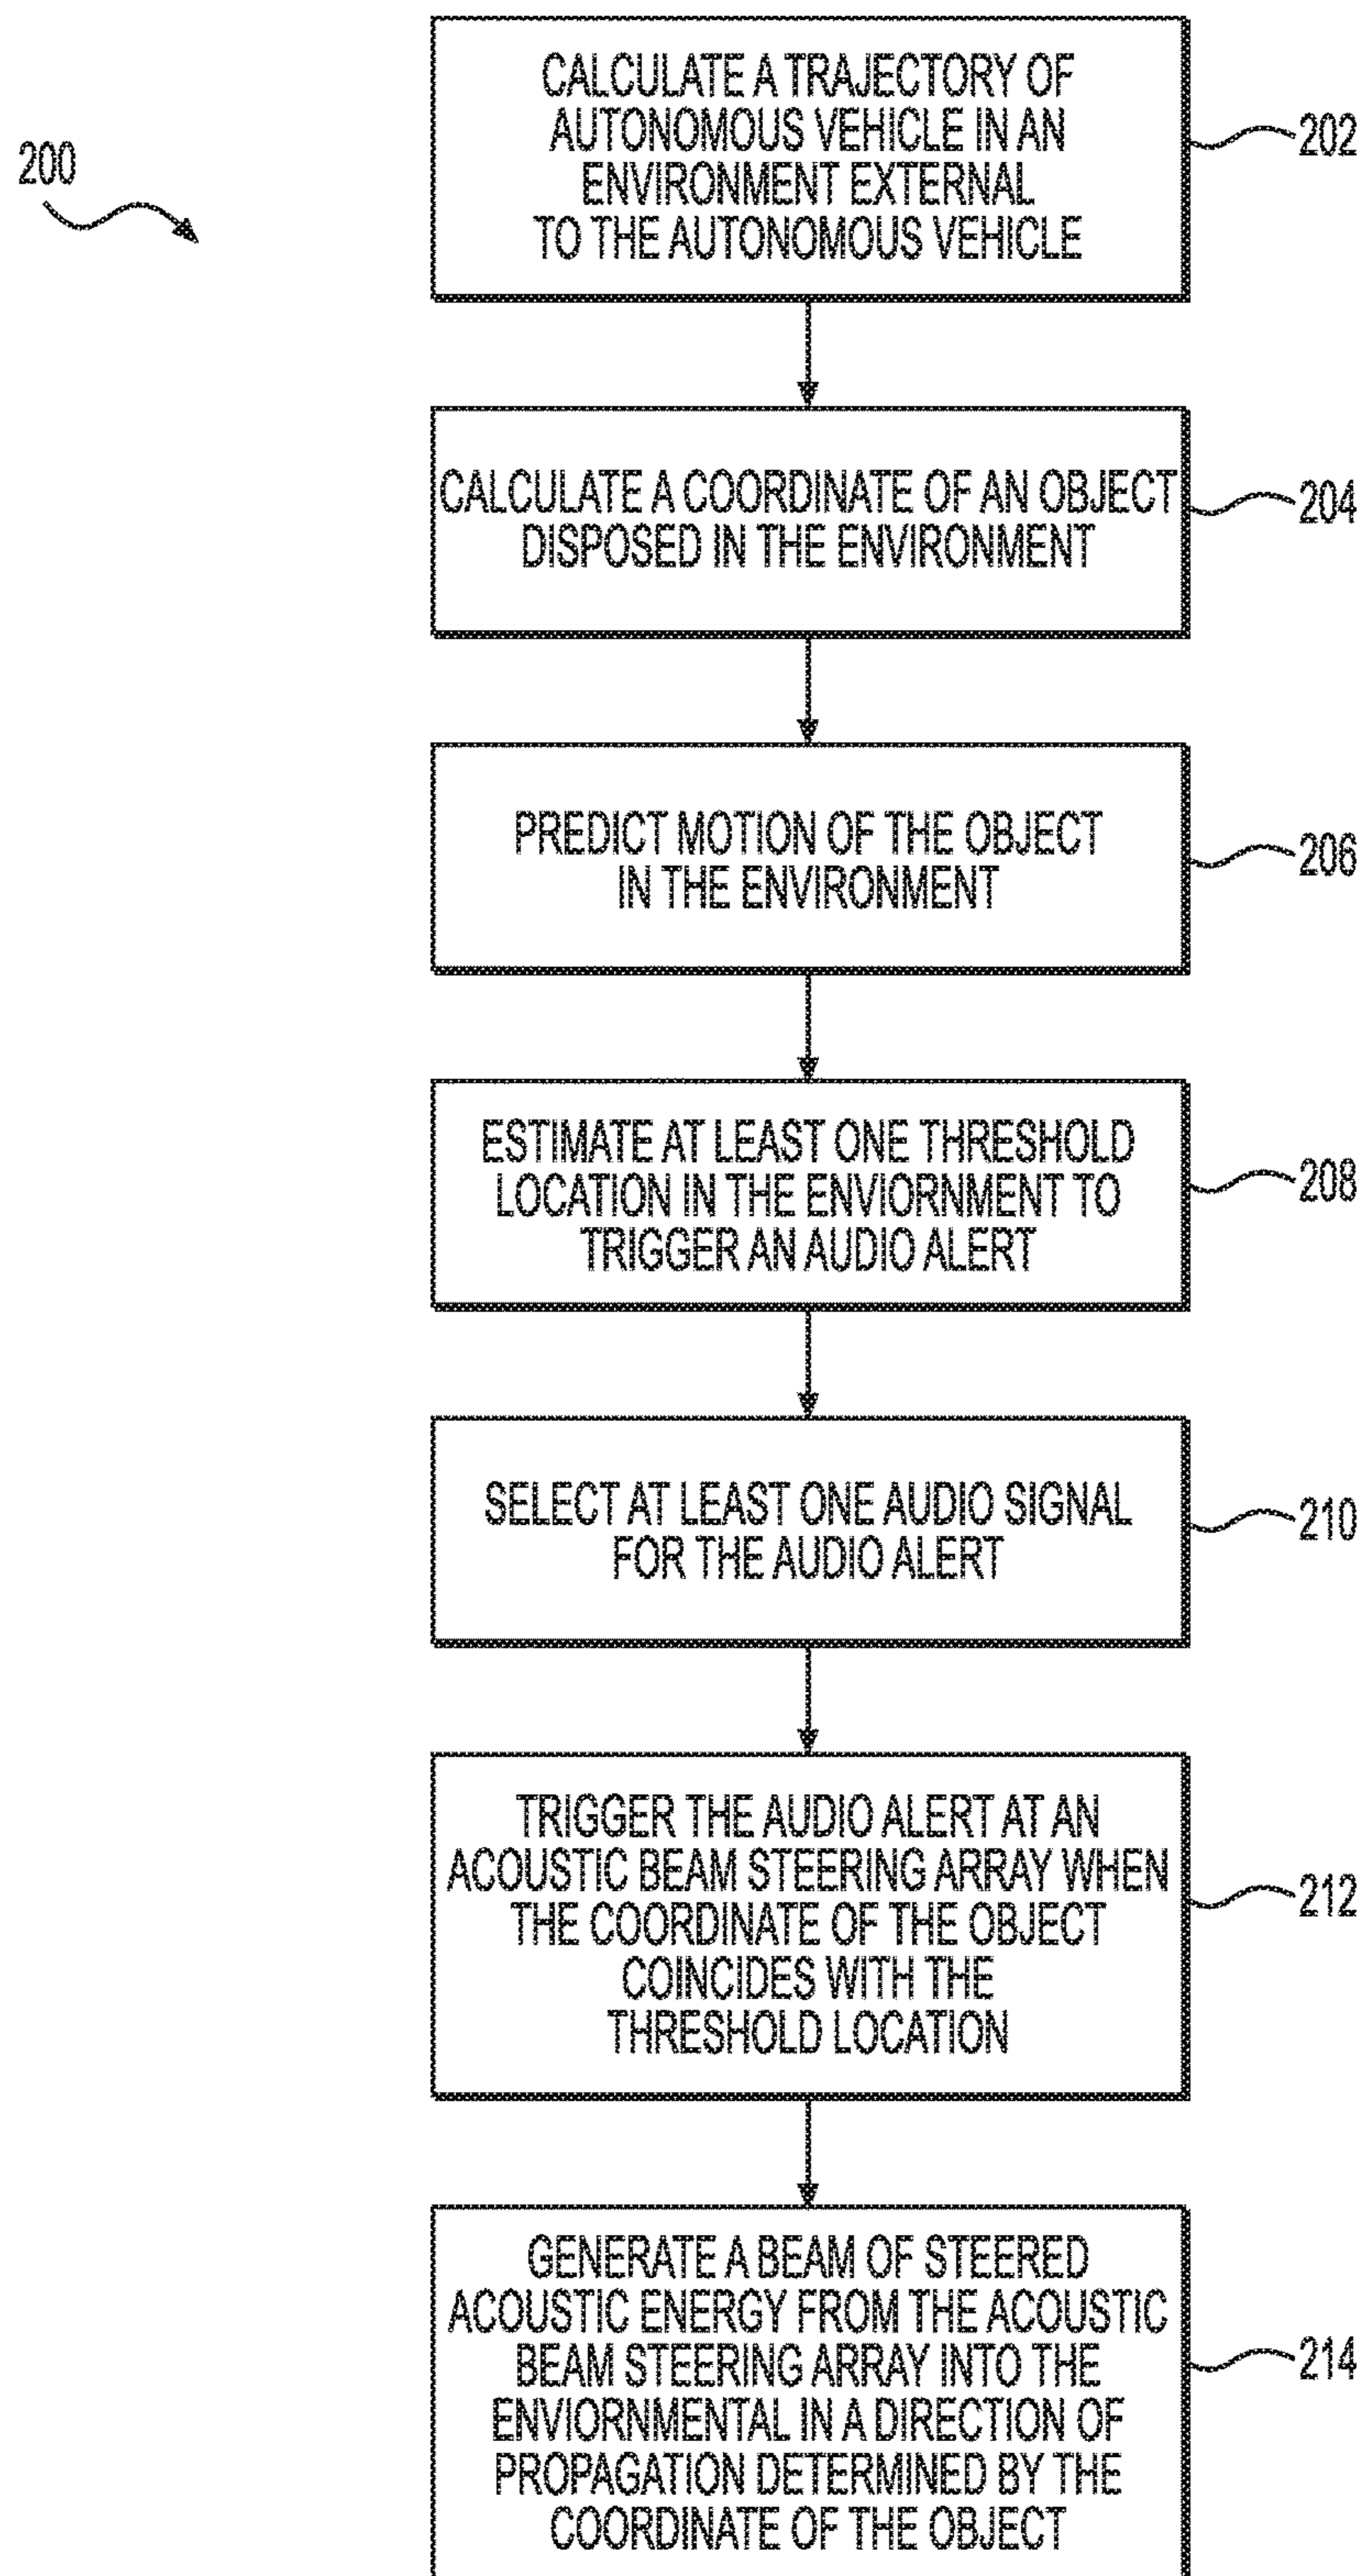 200
CALCULATE A TRAJECTORY OF
AUTONOMOUS VEHICLE IN AN
ENVIRONMENT EXTERNAL
TO THE AUTONOMOUS VEHICLE
202
CALCULATE A COORDINATE OF AN OBJECT
DISPOSED IN THE ENVIRONMENT
204
PREDICT MOTION OF THE OBJECT
IN THE ENVIRONMENT
206
ESTIMATE AT LEAST ONE THRESHOLD
LOCATION IN THE ENVIORNMENT TO
TRIGGER AN AUDIO ALERT
208
SELECT AT LEAST ONE AUDIO SIGNAL
FOR THE AUDIO ALERT
210
TRIGGER THE AUDIO ALERT AT AN
ACOUSTIC BEAM STEERING ARRAY WHEN
THE COORDINATE OF THE OBJECT
COINCIDES WITH THE
THRESHOLD LOCATION
212
GENERATE A BEAM OF STEERED
ACOUSTIC ENERGY FROM THE ACOUSTIC
BEAM STEERING ARRAY INTO THE
ENVIORNMENTAL IN A DIRECTION OF
PROPAGATION DETERMINED BY THE
COORDINATE OF THE OBJECT
214